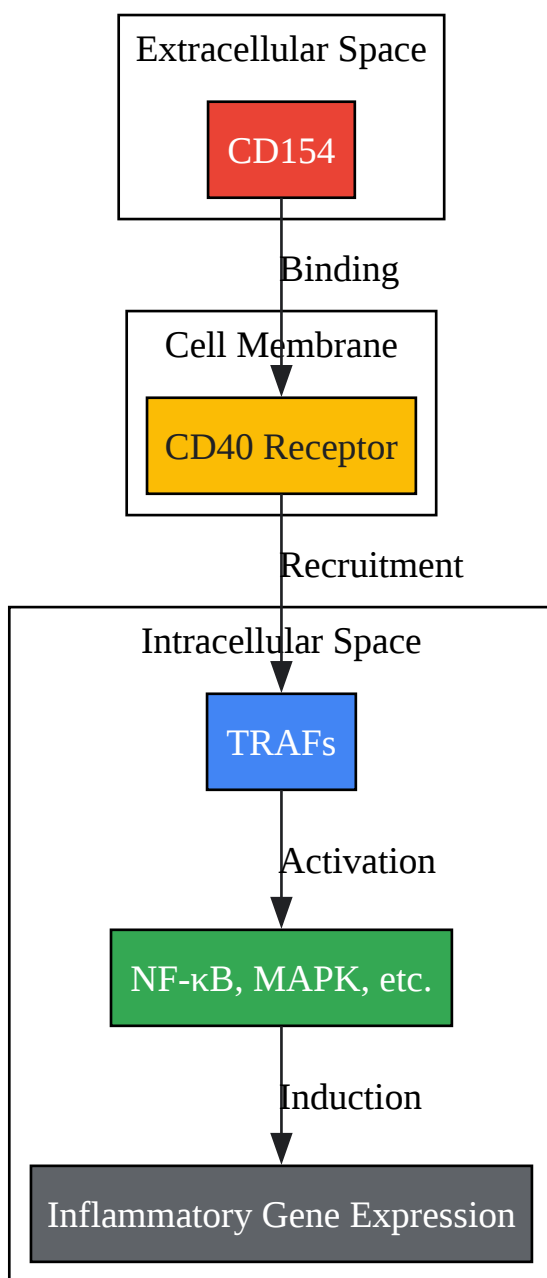 Extracellular Space
CD154
Binding
Cell Membrane
CD40 Receptor
Recruitment
Intracellular Space
TRAFs
Activation
NF-κB, MAPK, etc.
Induction
Inflammatory Gene Expression